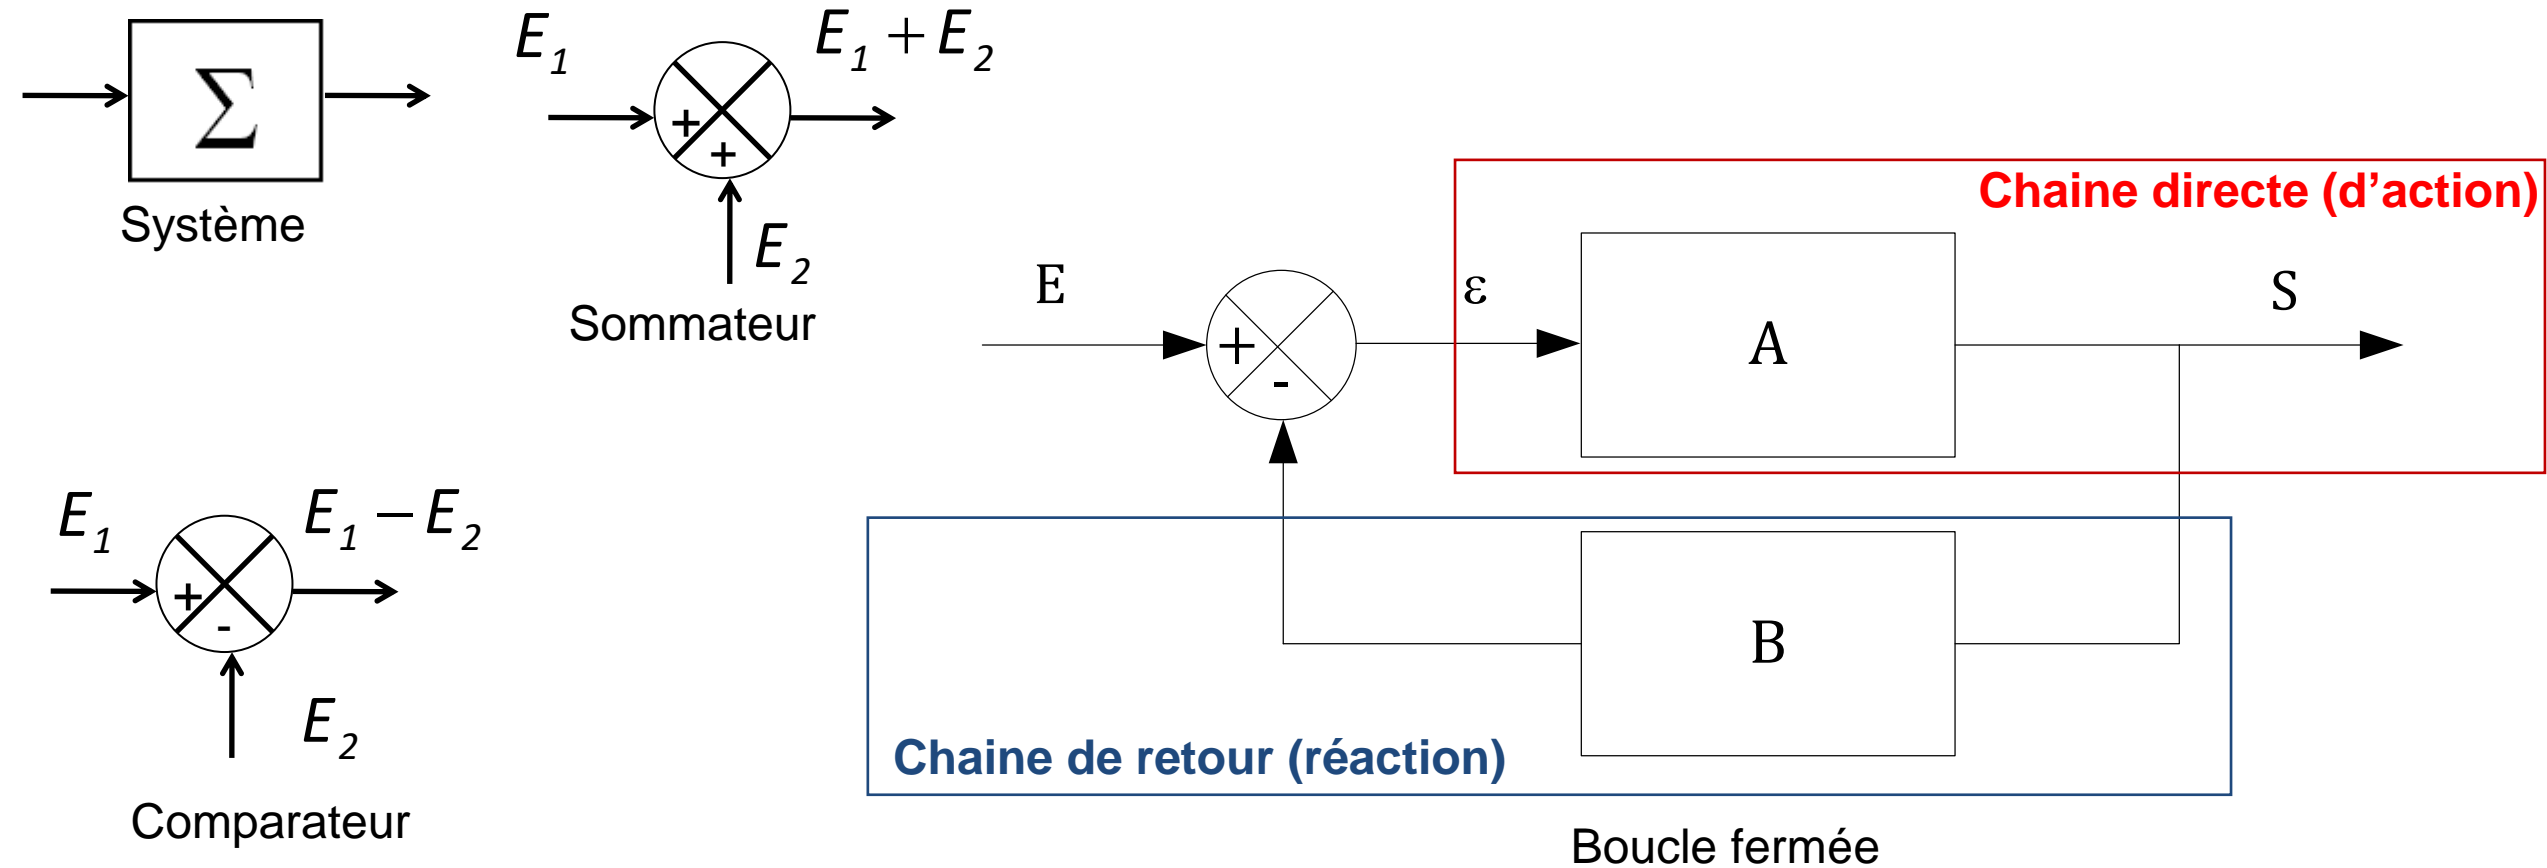 Σ
Système
E1
E1 + E2
+
+
E2
Sommateur
E1
E1 − E2
+
-
E2
Comparateur
Chaine directe (d’action)
E
ε
S
+
-
A
B
Chaine de retour (réaction)
Boucle fermée